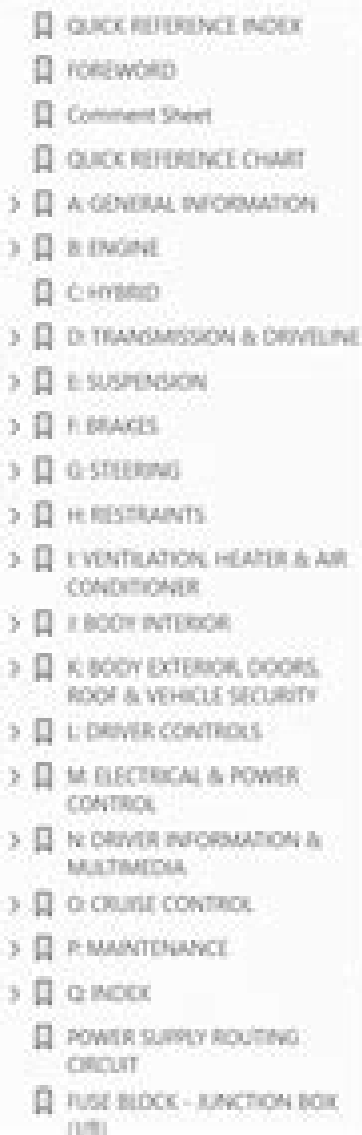 QUICK REFERENCE INDEX
FOREWORD
Comment Sheet
QUICK REFERENCE CHART
A: GENERAL INFORMATION
B: ENGINE
C: HYBRID
D: TRANSMISSION & DRIVELINE
E: SUSPENSION
F: BRAKES
G: STEERING
H: RESTRAINTS
I: VENTILATION, HEATER & AIR
CONDITIONER
J: BODY INTERIOR
K: BODY EXTERIOR, DOORS,
ROOF & VEHICLE SECURITY
L: DRIVER CONTROLS
M: ELECTRICAL & POWER
CONTROL
N: DRIVER INFORMATION &
MULTIMEDIA
O: CRUISE CONTROL
P: MAINTENANCE
Q: INDEX
POWER SUPPLY ROUTING
CIRCUIT
FUSE BLOCK - JUNCTION BOX
(J/B)